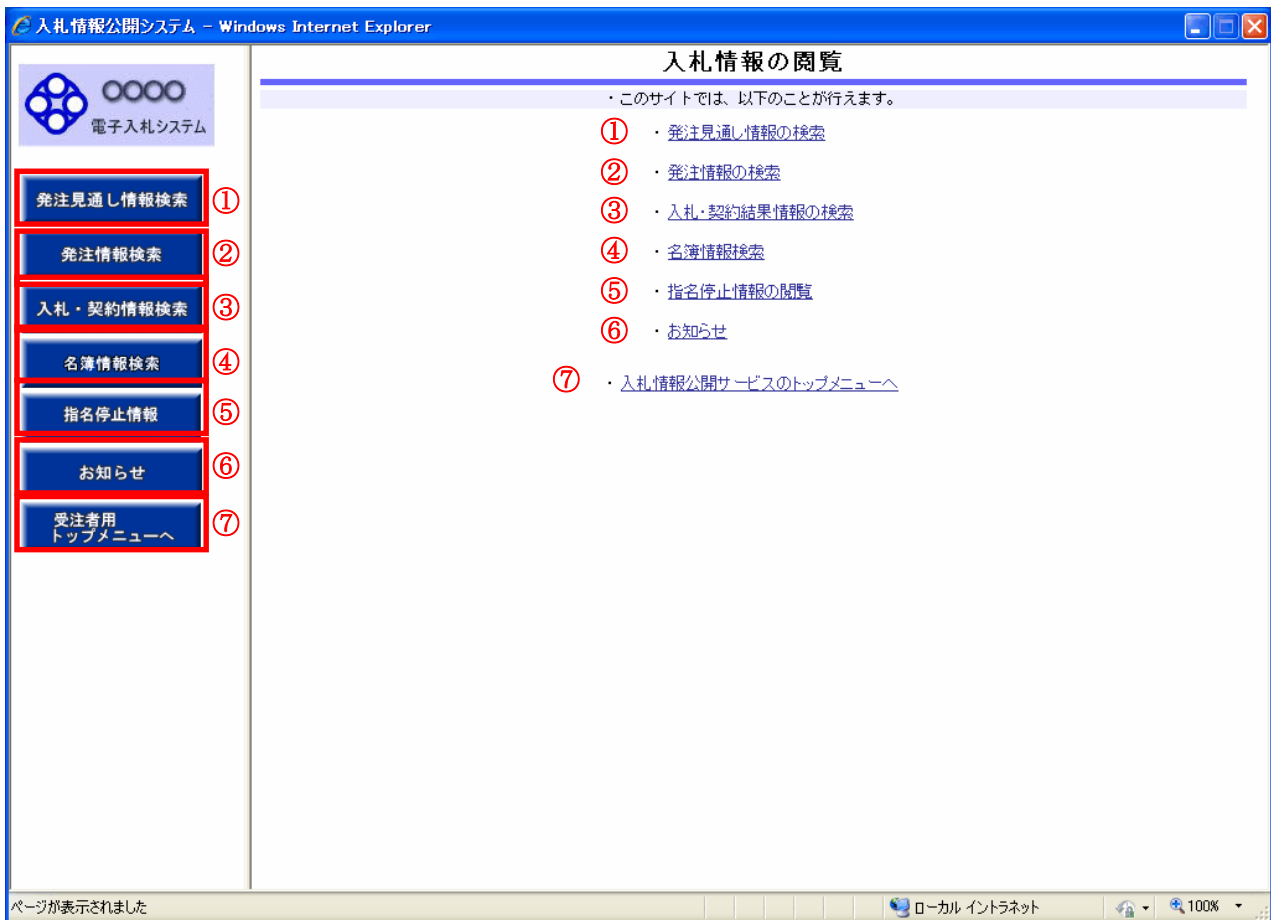 入札情報公開システム - Windows Internet Explorer
○○○○
電子入札システム
発注見通し情報検索 ①
発注情報検索 ②
入札・契約情報検索 ③
名簿情報検索 ④
指名停止情報 ⑤
お知らせ ⑥
受注者用
トップメニューへ ⑦
入札情報の閲覧
・このサイトでは、以下のことが行えます。
① ・発注見通し情報の検索
② ・発注情報の検索
③ ・入札・契約結果情報の検索
④ ・名簿情報検索
⑤ ・指名停止情報の閲覧
⑥ ・お知らせ
⑦ ・入札情報公開サービスのトップメニューへ
ページが表示されました
ローカル イントラネット
100%